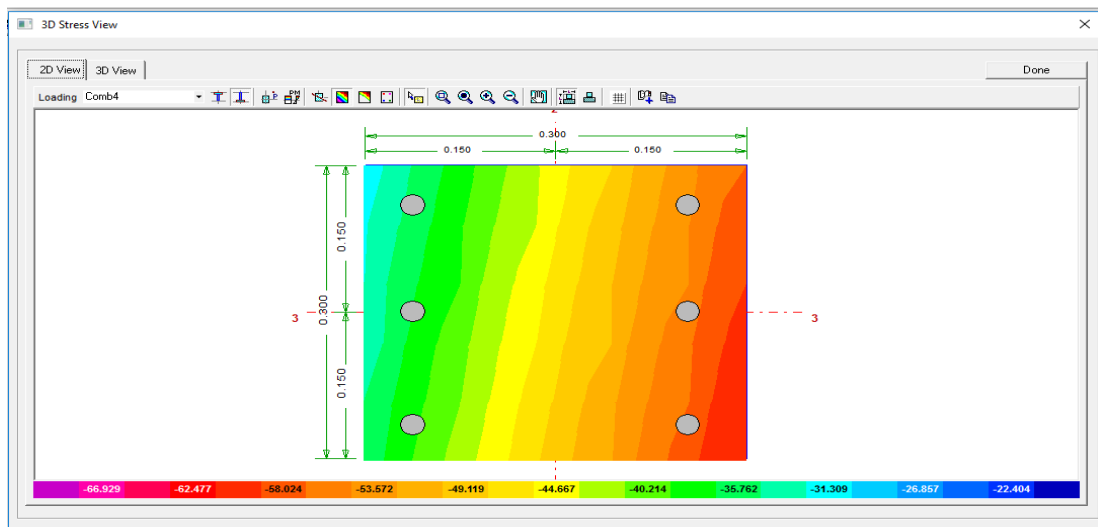 3D Stress View
2D View 3D View Done
Loading Comb4
0.300
0.150 0.150
0.150
0.300
3 3
0.150
-66.929 -62.477 -58.024 -53.572 -49.119 -44.667 -40.214 -35.762 -31.309 -26.857 -22.404